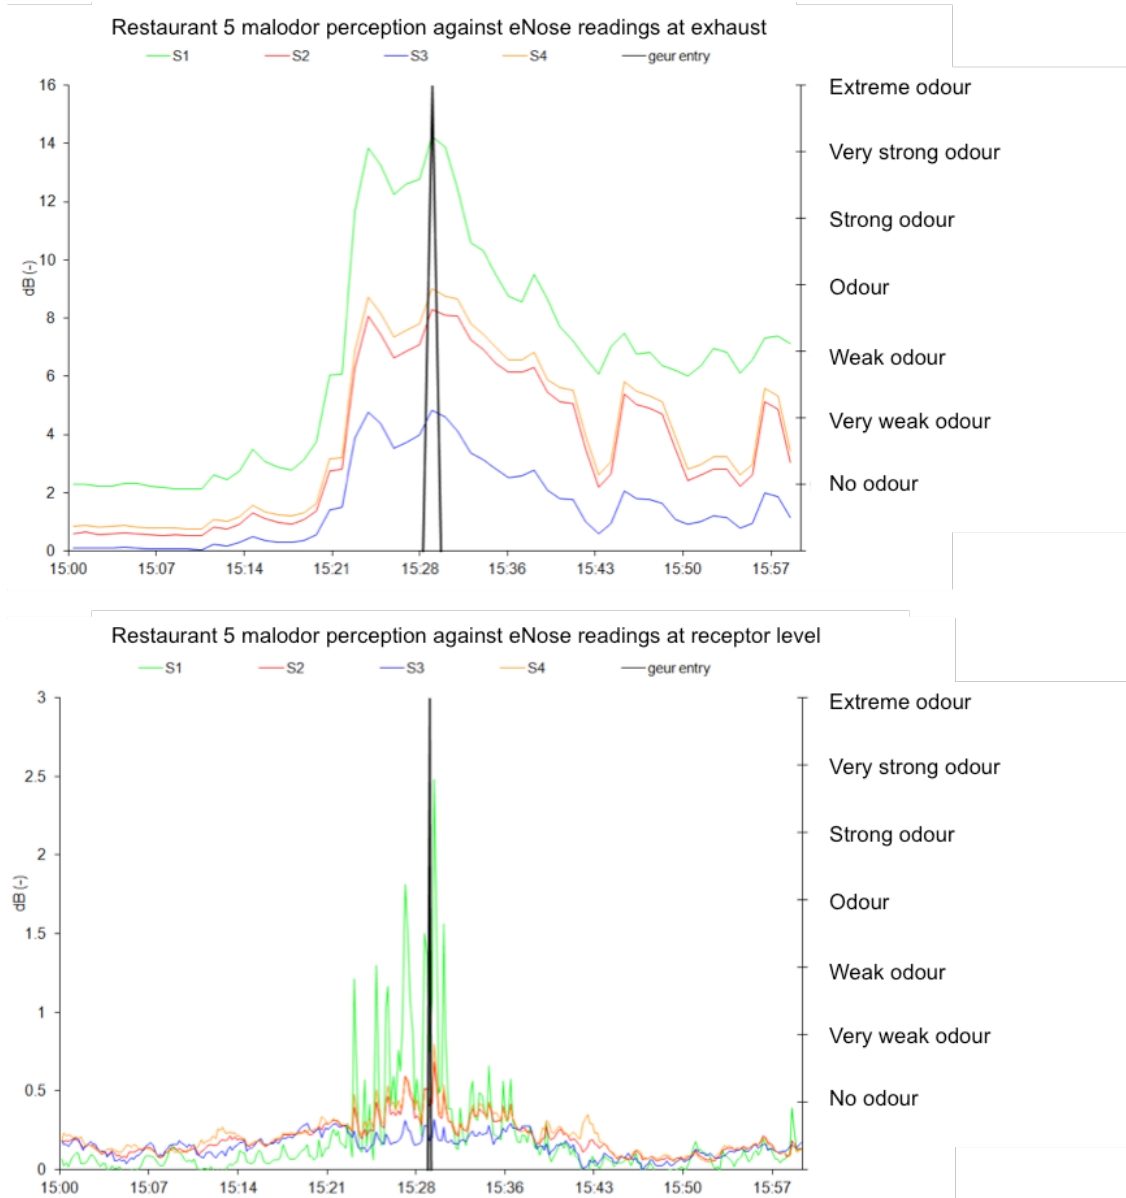 Restaurant 5 malodor perception against eNose readings at exhaust
S1 S2 S3 S4 geur entry
16 Extreme odour
14 Very strong odour
12 Strong odour
10 Odour
8 Weak odour
6 Very weak odour
4 No odour
2
0
dB (-)
15:00 15:07 15:14 15:21 15:28 15:36 15:43 15:50 15:57
Restaurant 5 malodor perception against eNose readings at receptor level
S1 S2 S3 S4 geur entry
3 Extreme odour
2.5 Very strong odour
2 Strong odour
1.5 Odour
1 Weak odour
0.5 Very weak odour
0 No odour
dB (-)
15:00 15:07 15:14 15:21 15:28 15:36 15:43 15:50 15:57